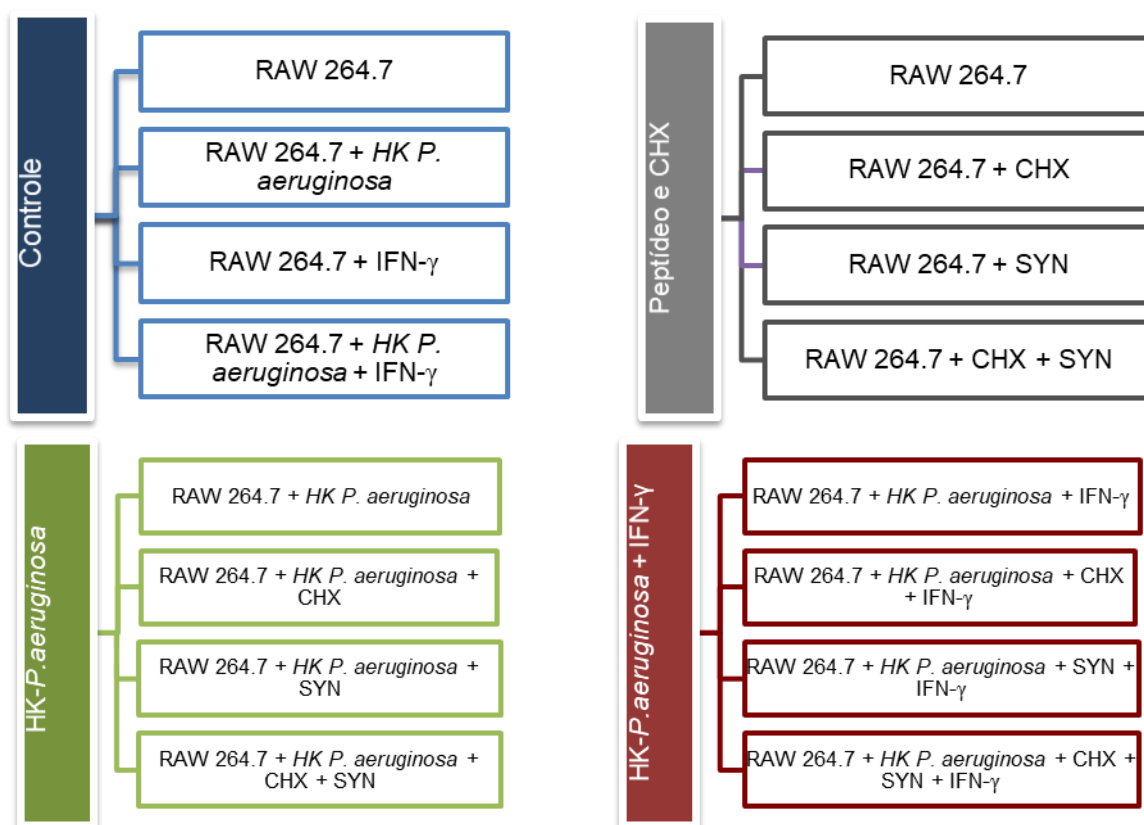 Controle
RAW 264.7
RAW 264.7 + HK P.
aeruginosa
RAW 264.7 + IFN-γ
RAW 264.7 + HK P.
aeruginosa + IFN-γ
Peptídeo e CHX
RAW 264.7
RAW 264.7 + CHX
RAW 264.7 + SYN
RAW 264.7 + CHX + SYN
HK-P.aeruginosa
RAW 264.7 + HK P. aeruginosa
RAW 264.7 + HK P. aeruginosa +
CHX
RAW 264.7 + HK P. aeruginosa +
SYN
RAW 264.7 + HK P. aeruginosa +
CHX + SYN
HK-P.aeruginosa + IFN-γ
RAW 264.7 + HK P. aeruginosa + IFN-γ
RAW 264.7 + HK P. aeruginosa + CHX
+ IFN-γ
RAW 264.7 + HK P. aeruginosa + SYN +
IFN-γ
RAW 264.7 + HK P. aeruginosa + CHX +
SYN + IFN-γ